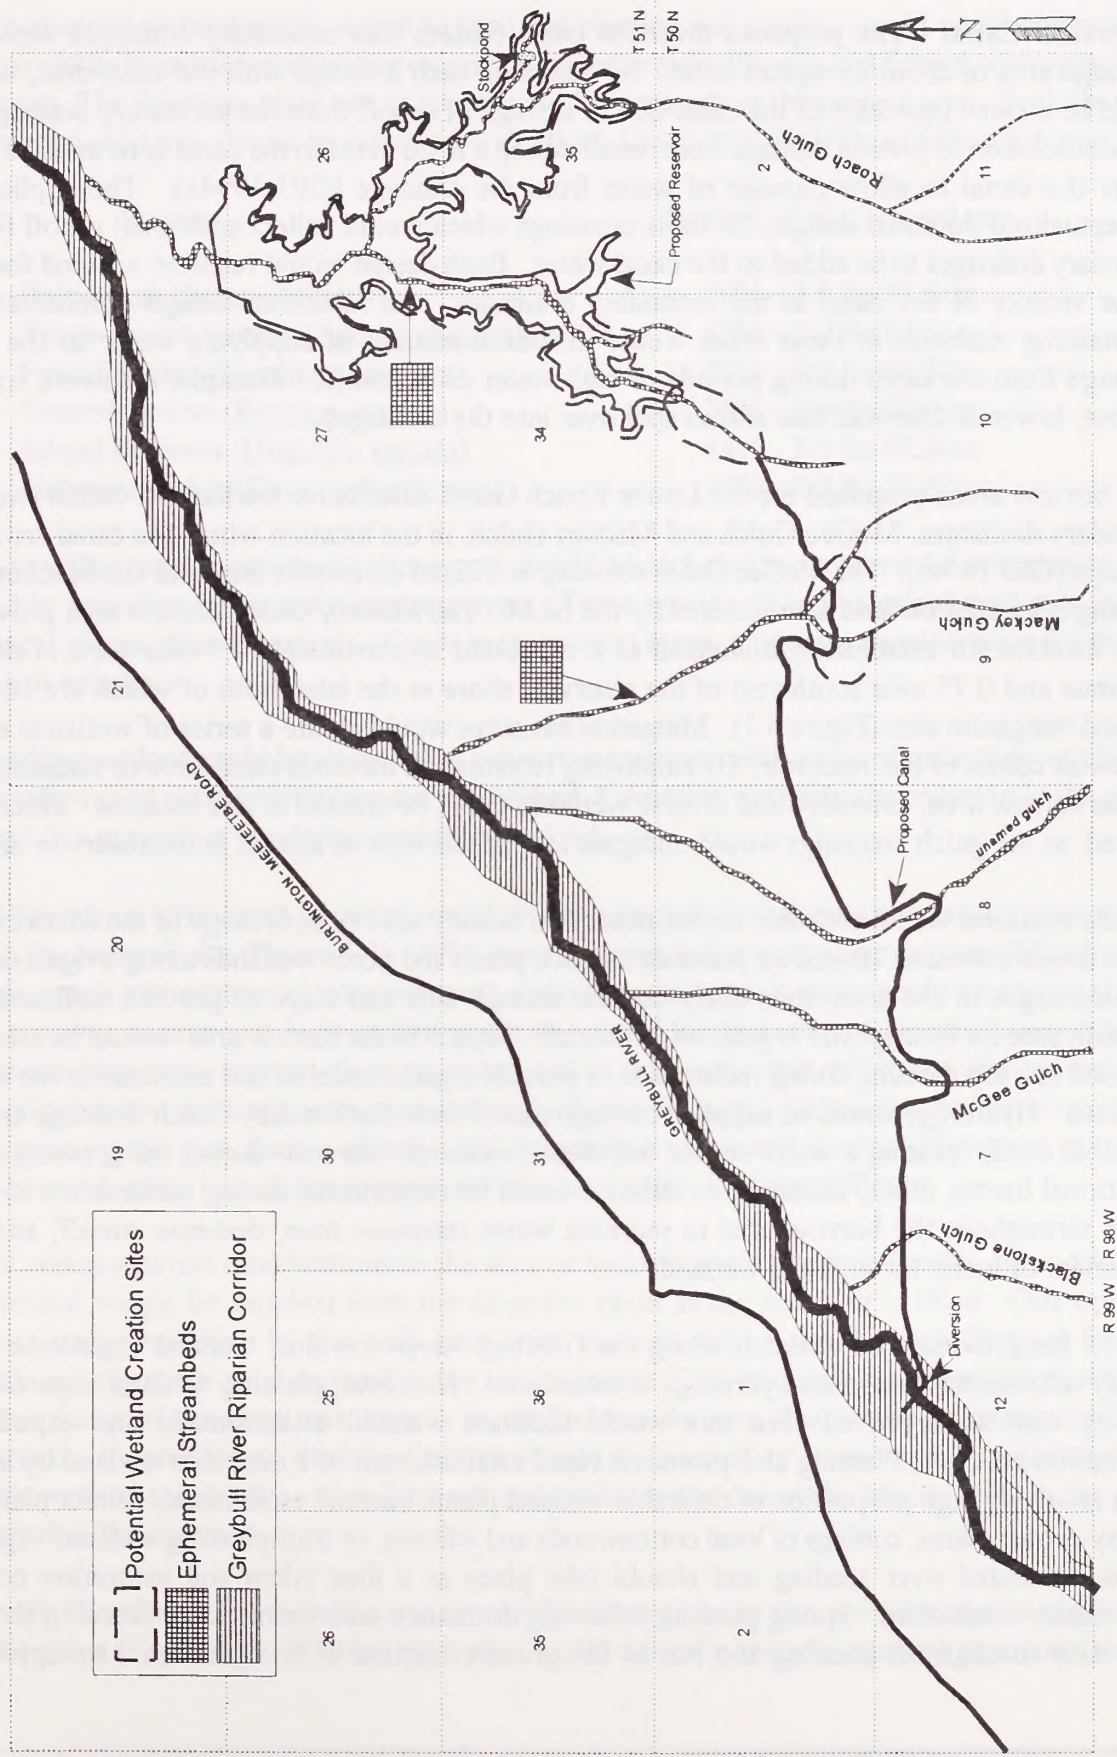 Potential Wetland Creation Sites
Ephemeral Streambeds
Greybull River Riparian Corridor
N
19
20
21
BURLINGTON - MEETEETSE ROAD
26
25
30
27
26
Stockpond
35
36
31
GREYBULL RIVER
34
35
T 51 N
T 50 N
Proposed Reservoir
2
1
12
Diversion
7
8
9
10
11
2
Roach Gulch
Proposed Canal
unamed gulch
Mackey Gulch
McGee Gulch
Blackstone Gulch
R 99 W
R 98 W